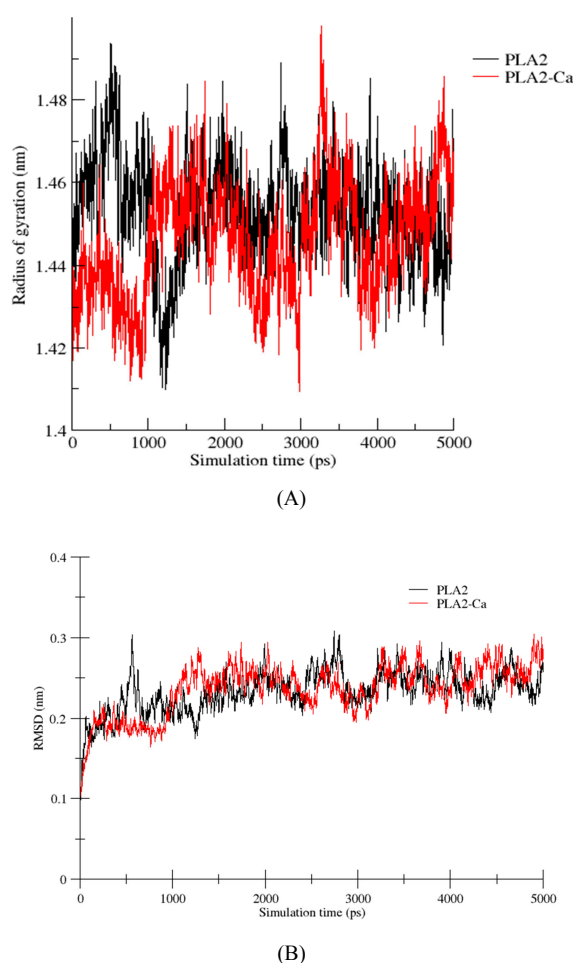 PLA2
PLA2-Ca
Radius of gyration (nm)
1.48
1.46
1.44
1.42
1.4
0 1000 2000 3000 4000 5000
Simulation time (ps)
(A)
0.4
PLA2
PLA2-Ca
0.3
RMSD (nm)
0.2
0.1
0
0 1000 2000 3000 4000 5000
Simulation time (ps)
(B)